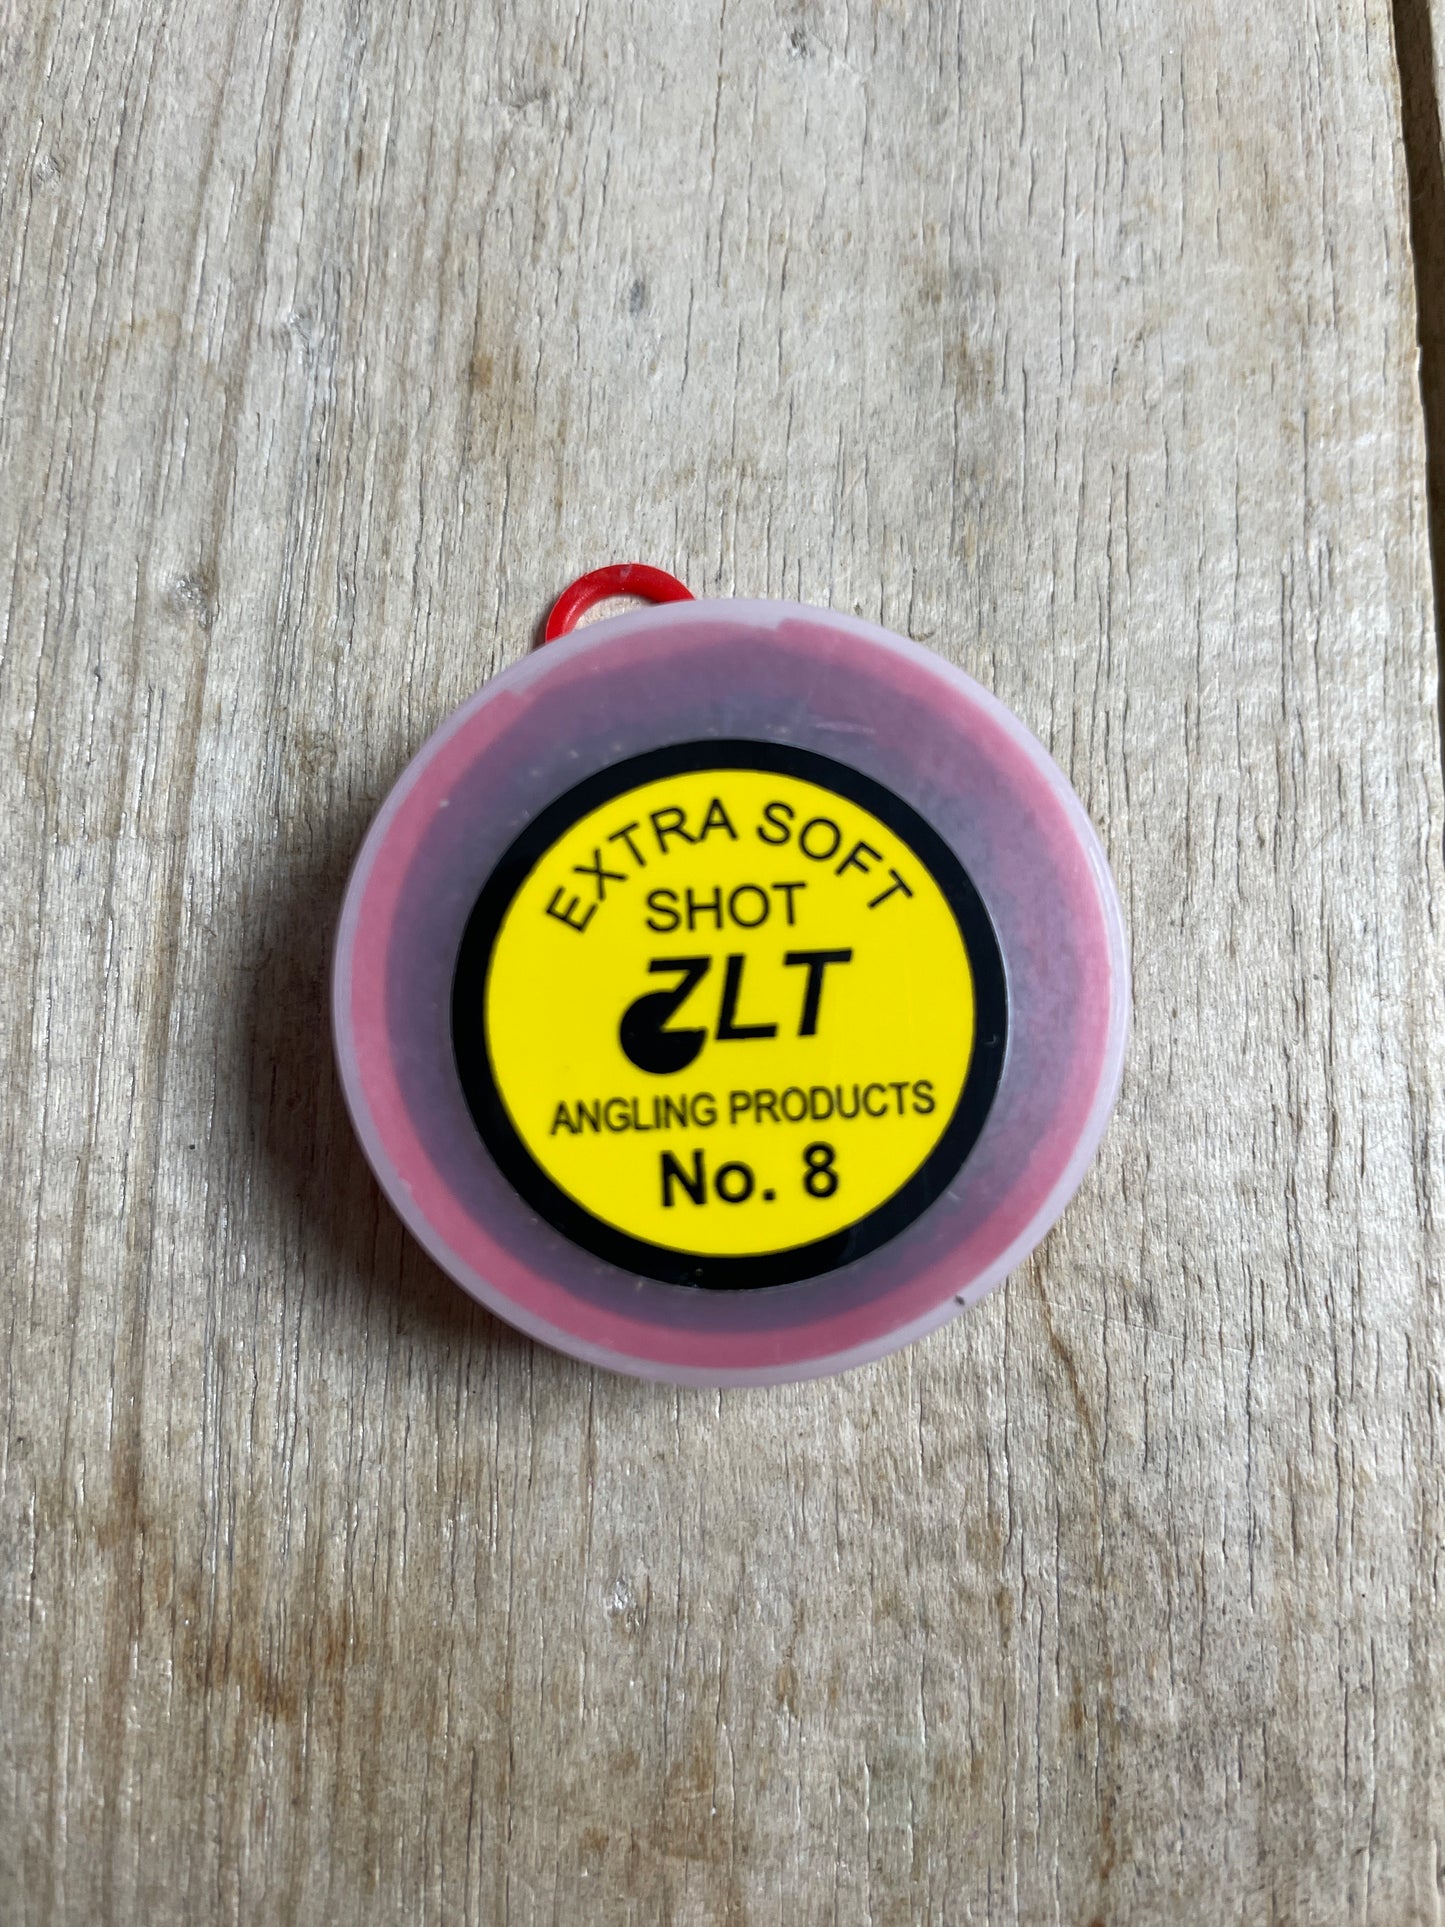 EXTRA SOFT
SHOT
ZLT
ANGLING PRODUCTS
No. 8